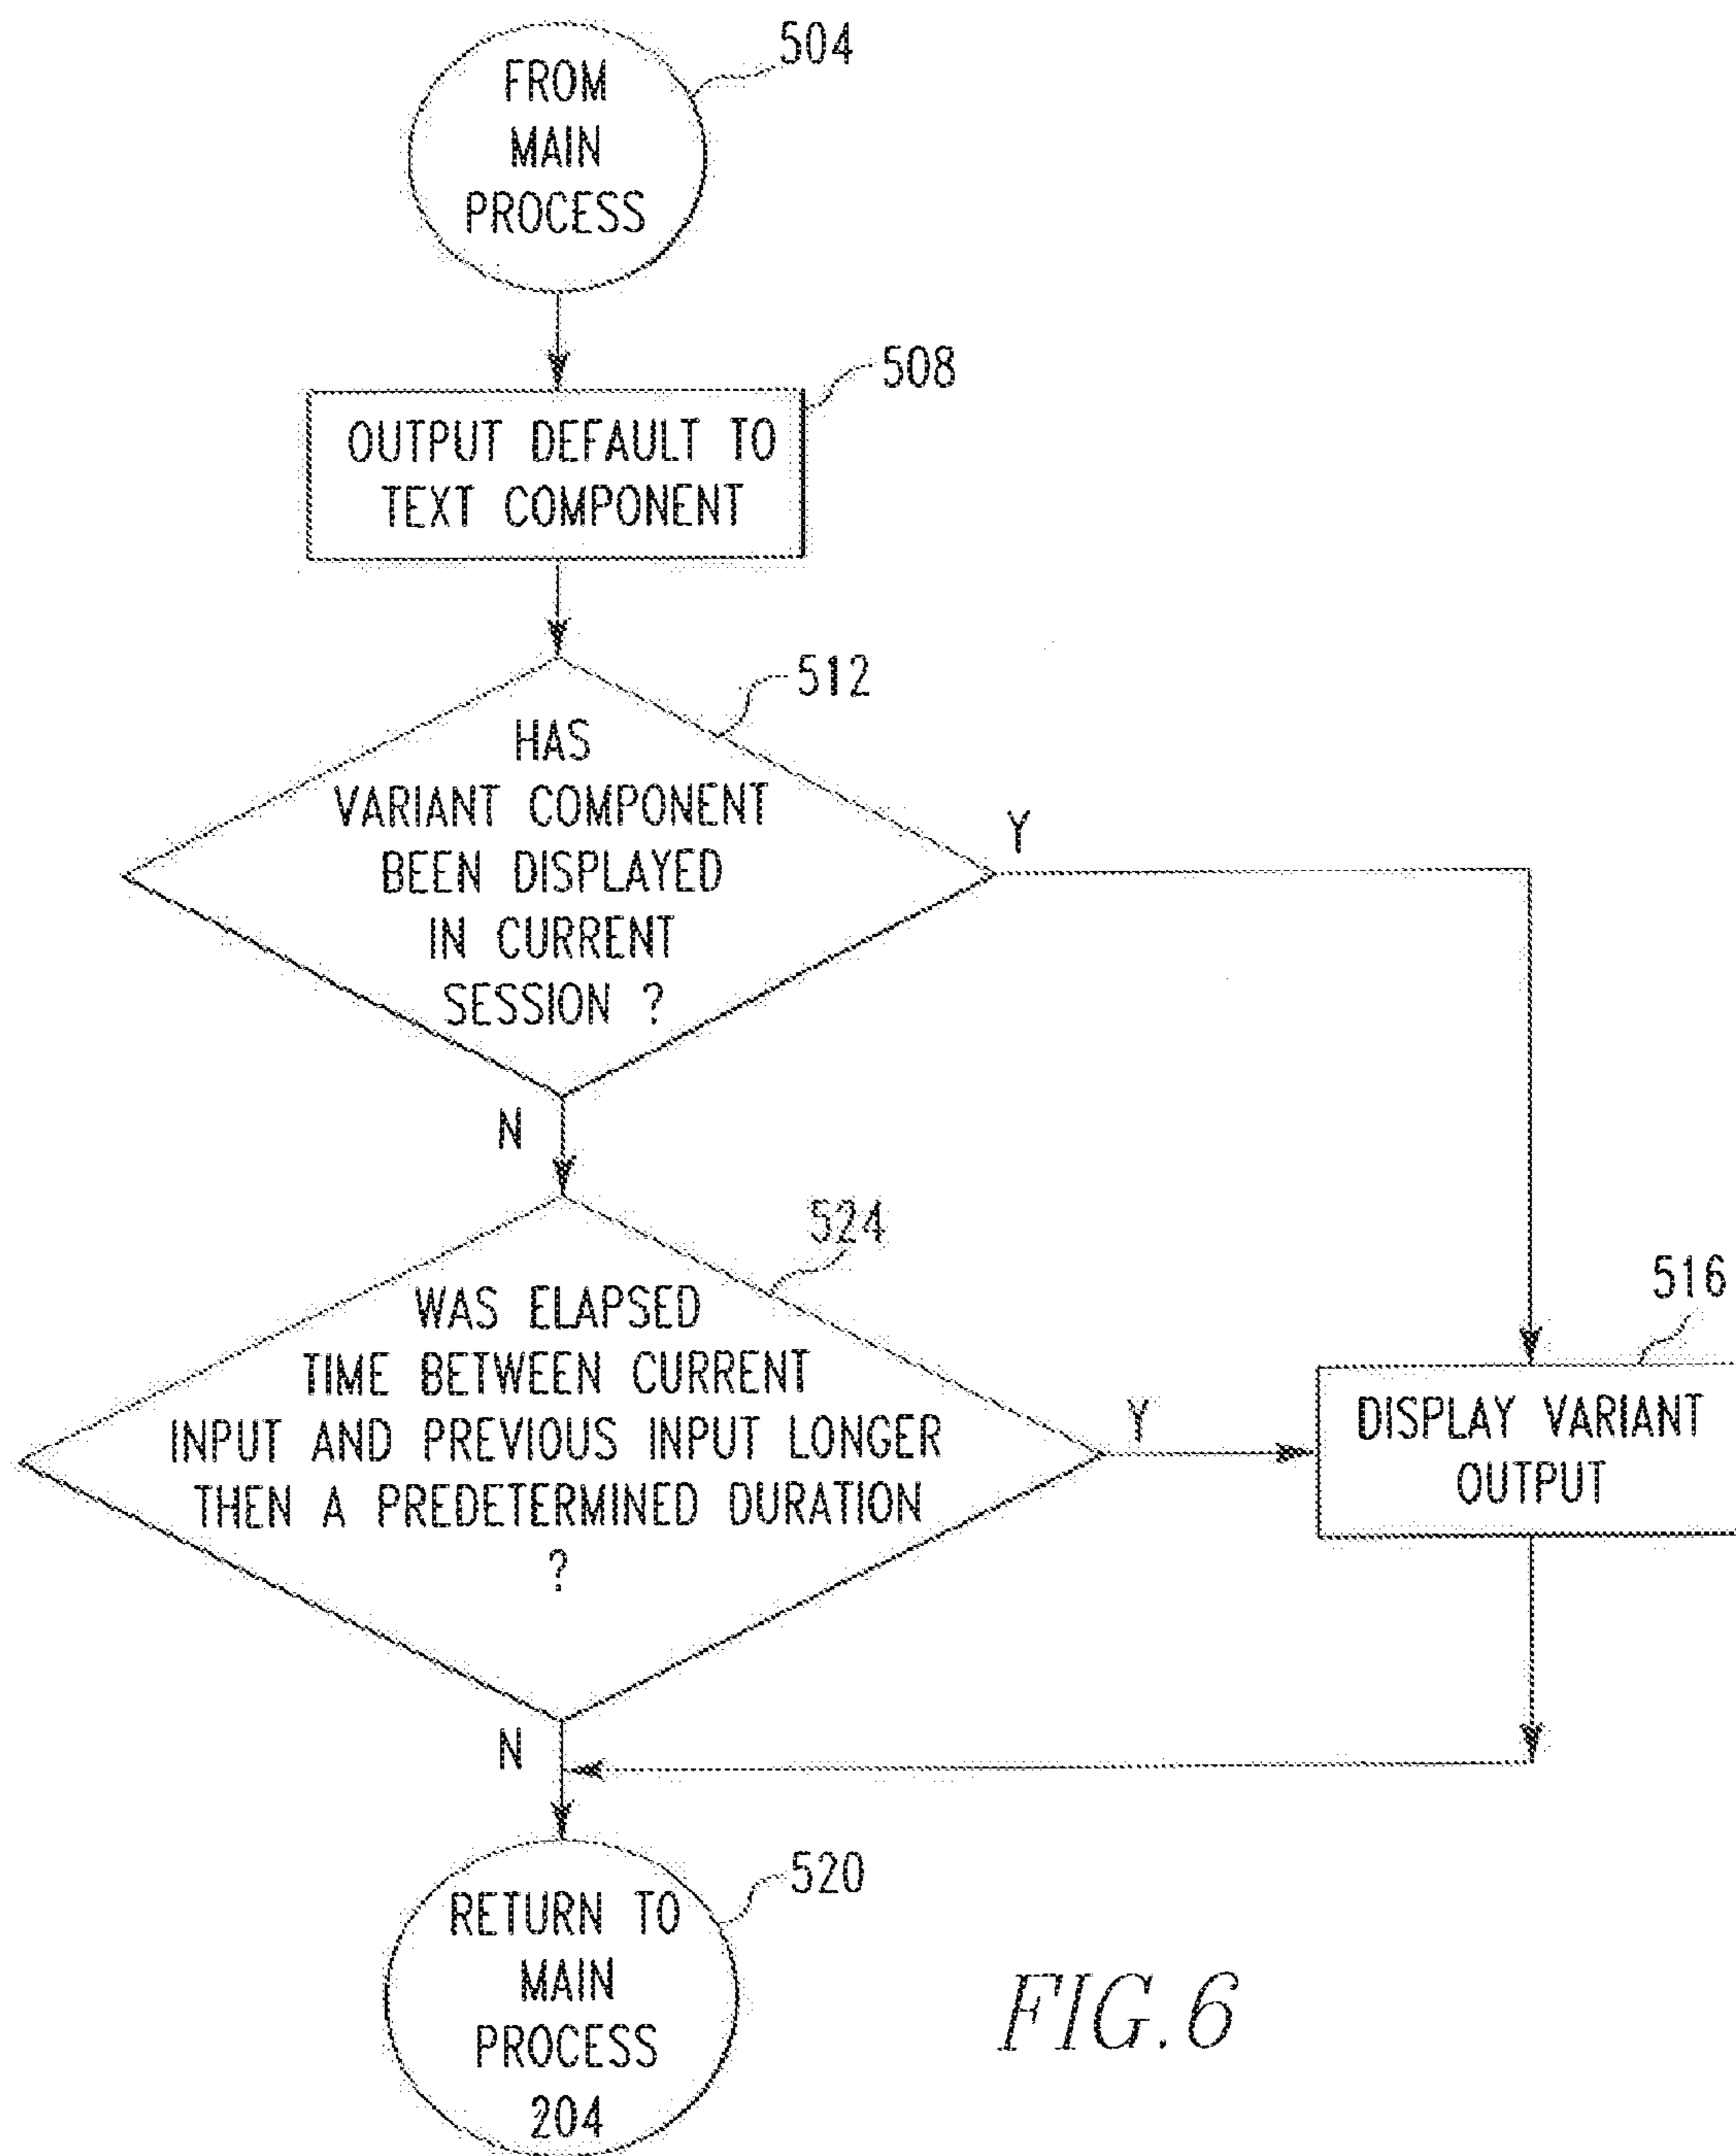 504
FROM
MAIN
PROCESS
508
OUTPUT DEFAULT TO
TEXT COMPONENT
512
HAS
VARIANT COMPONENT
BEEN DISPLAYED
IN CURRENT
SESSION ?
Y
N
524
WAS ELAPSED
TIME BETWEEN CURRENT
INPUT AND PREVIOUS INPUT LONGER
THEN A PREDETERMINED DURATION
?
Y
516
DISPLAY VARIANT
OUTPUT
N
520
RETURN TO
MAIN
PROCESS
204
FIG. 6